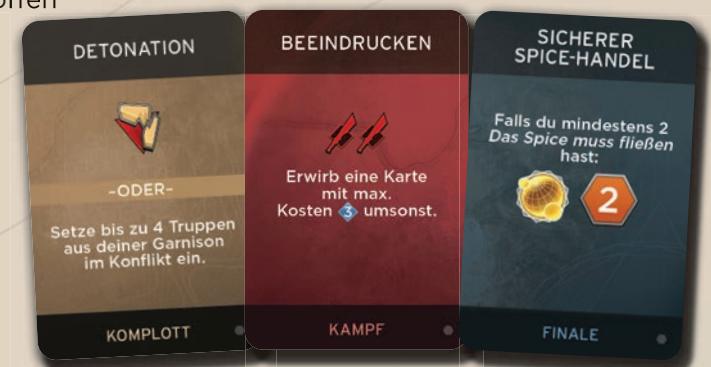 DETONATION
-ODER-
Setze bis zu 4 Truppen
aus deiner Garnison
im Konflikt ein.
KOMPLOTT
BEEINDRUCKEN
Erwirb eine Karte
mit max.
Kosten 3 umsonst.
KAMPF
SICHERER
SPICE-HANDEL
Falls du mindestens 2
Das Spice muss fließen
hast:
2
FINALE